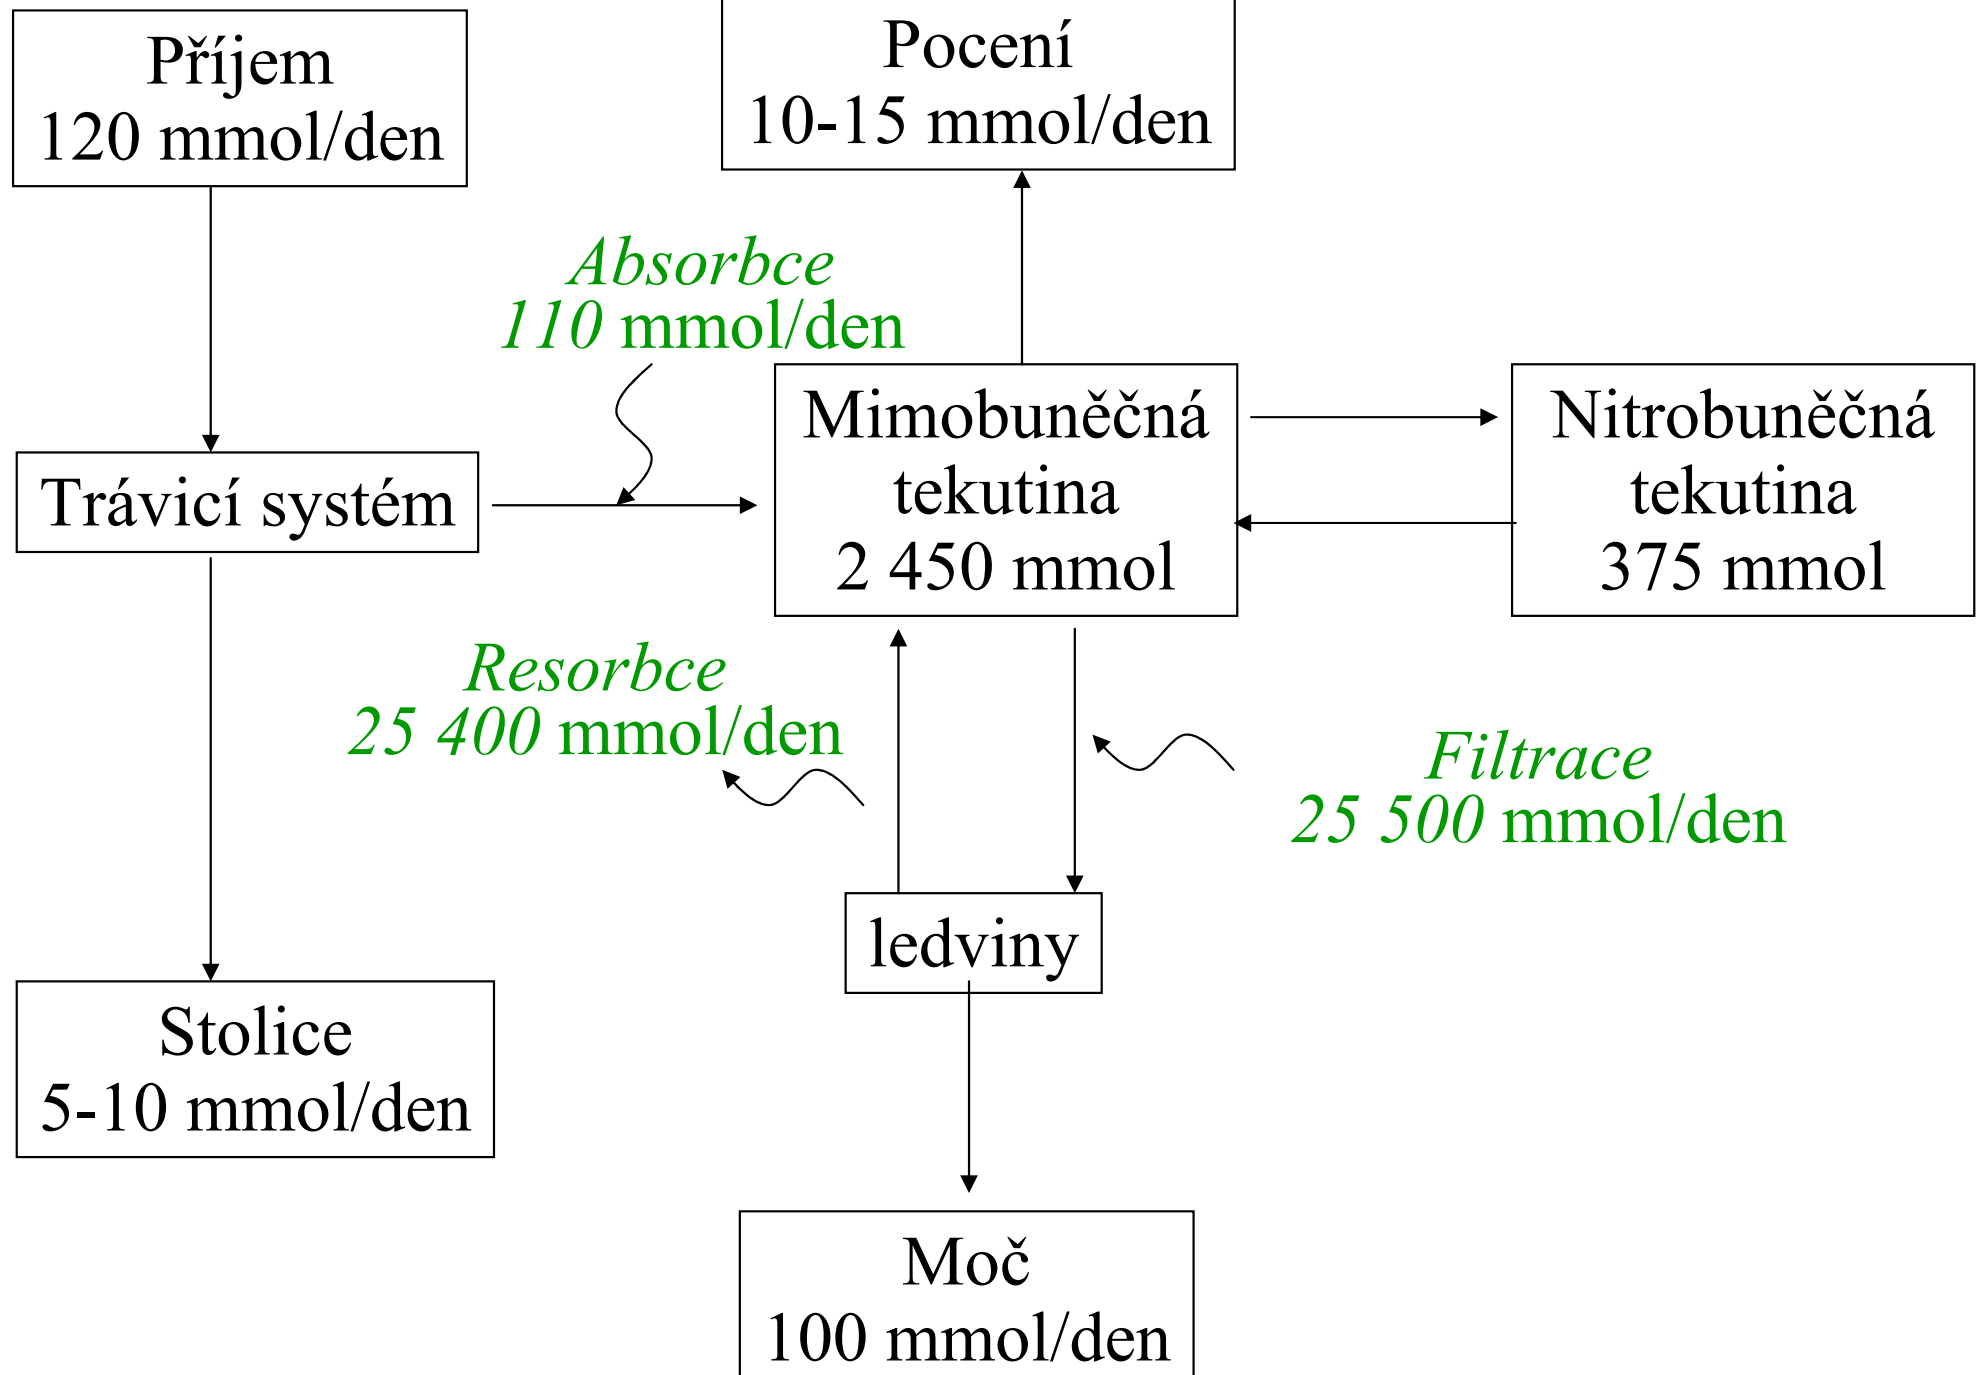 Příjem
120 mmol/den
Pocení
10-15 mmol/den
Absorbce
110 mmol/den
Trávicí systém
Mimobuněčná
tekutina
2 450 mmol
Nitrobuněčná
tekutina
375 mmol
Resorbce
25 400 mmol/den
Filtrace
25 500 mmol/den
ledviny
Stolice
5-10 mmol/den
Moč
100 mmol/den